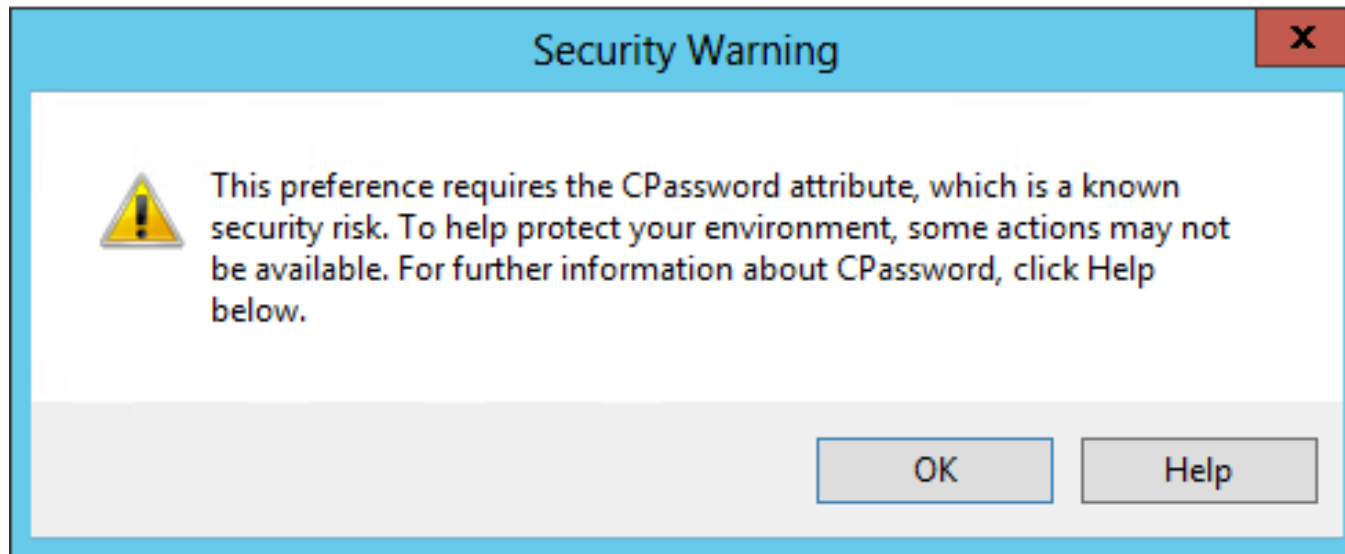 Security Warning
x
This preference requires the CPassword attribute, which is a known
security risk. To help protect your environment, some actions may not
be available. For further information about CPassword, click Help
below.
OK
Help